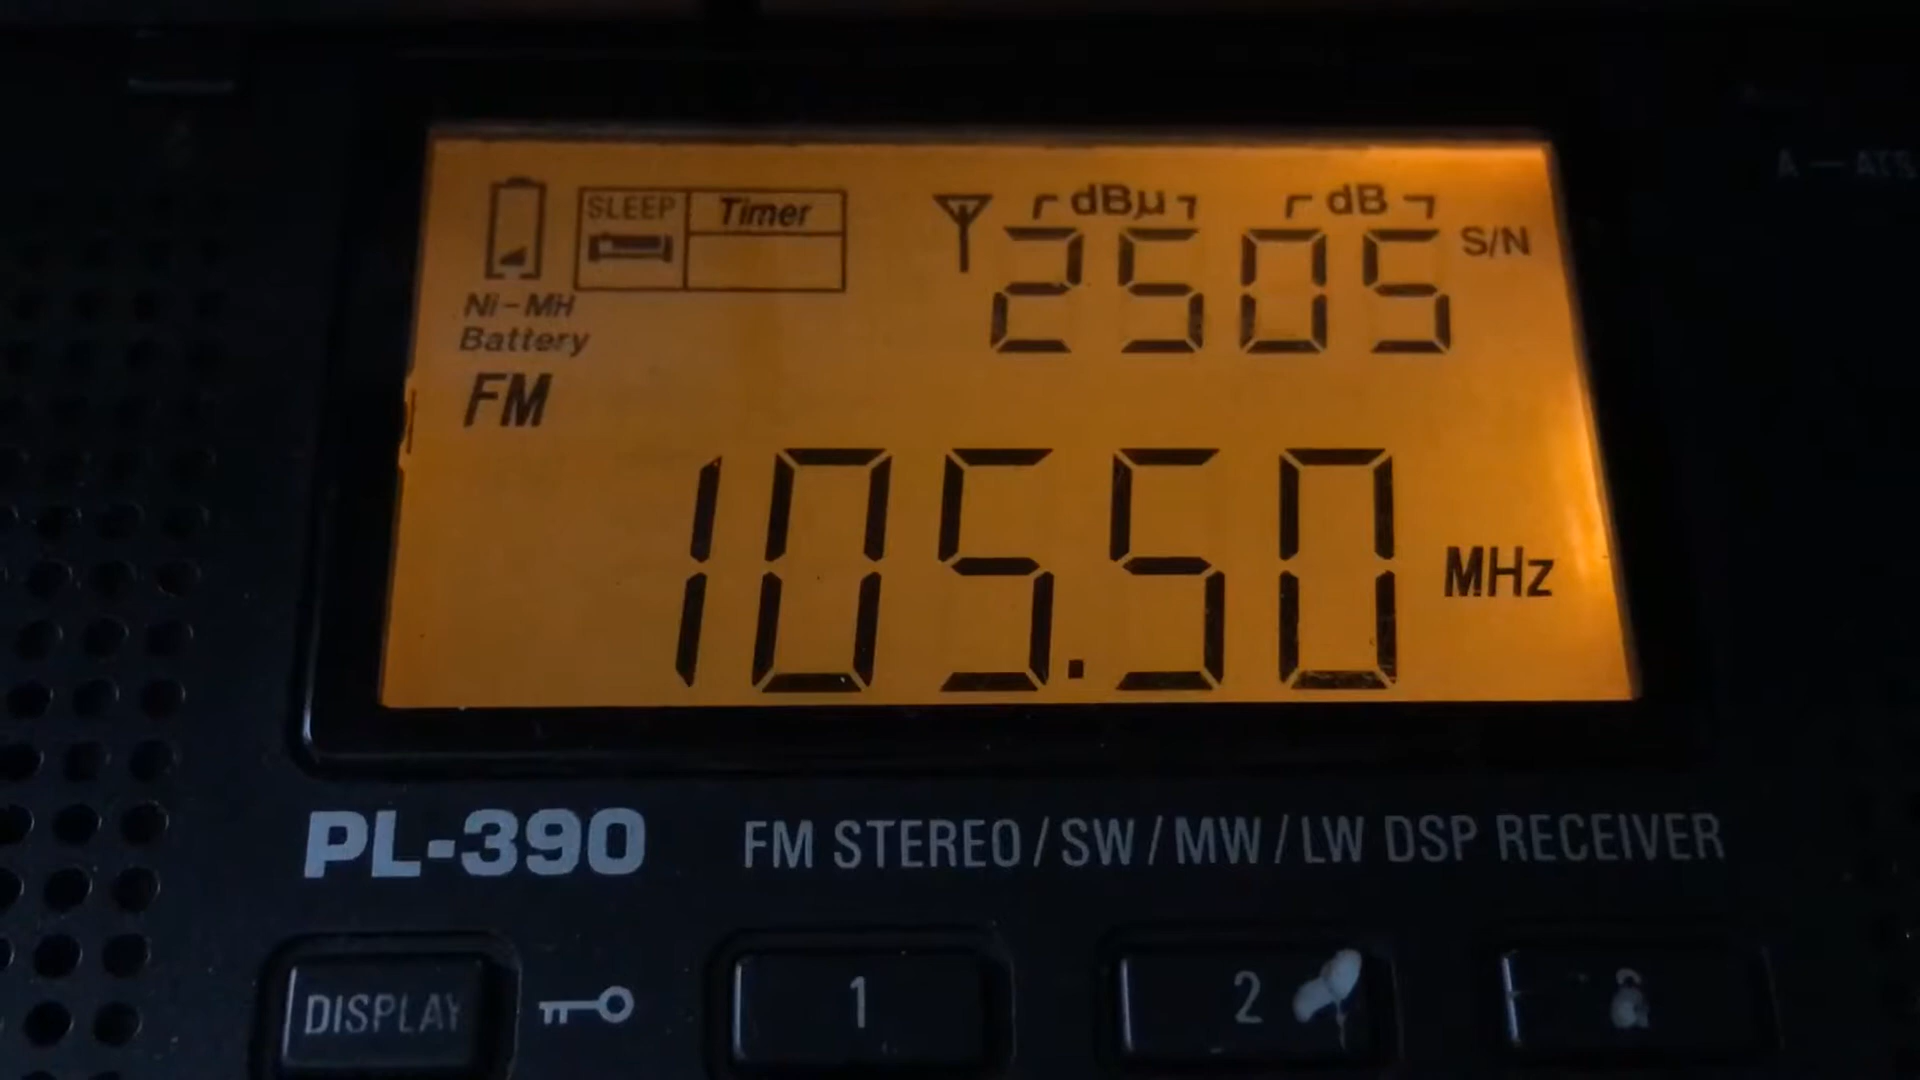 SLEEP Timer dBµ dB
2505 S/N
Ni-MH
Battery
FM
105.50 MHz
PL-390 FM STEREO/SW/MW/LW DSP RECEIVER
DISPLAY 1 2